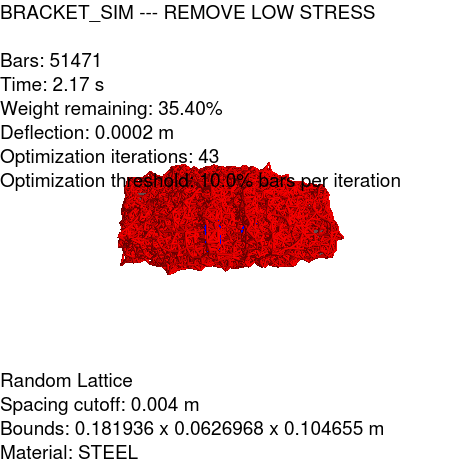 BRACKET_SIM --- REMOVE LOW STRESS
Bars: 51471
Time: 2.17 s
Weight remaining: 35.40%
Deflection: 0.0002 m
Optimization iterations: 43
Optimization threshold: 10.0% bars per iteration
Random Lattice
Spacing cutoff: 0.004 m
Bounds: 0.181936 x 0.0626968 x 0.104655 m
Material: STEEL